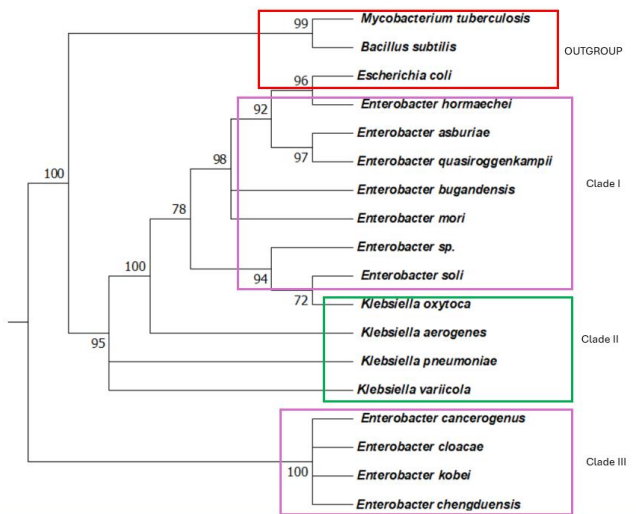 Mycobacterium tuberculosis
99
Bacillus subtilis
OUTGROUP
Escherichia coli
96
Enterobacter hormaechei
92
Enterobacter asburiae
97
Enterobacter quasiroggenkampii
98
Clade I
100
Enterobacter bugandensis
78
Enterobacter mori
Enterobacter sp.
100
94
Enterobacter soli
72
Klebsiella oxytoca
Klebsiella aerogenes
Clade II
95
Klebsiella pneumoniae
Klebsiella variicola
Enterobacter cancerogenus
Enterobacter cloacae
Clade III
100
Enterobacter kobei
Enterobacter chengduensis